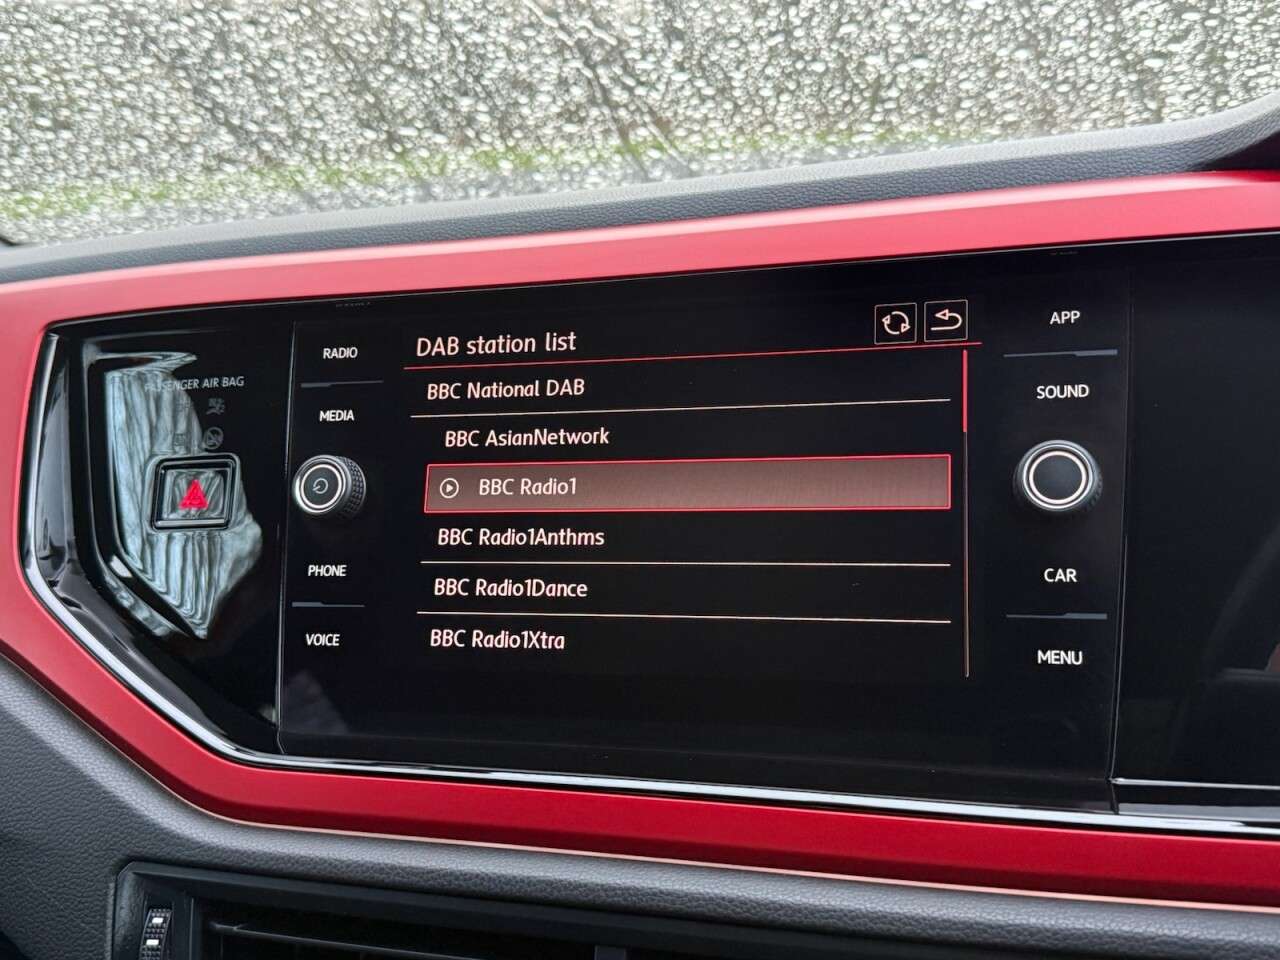 PASSENGER AIR BAG
RADIO
MEDIA
PHONE
VOICE
DAB station list
BBC National DAB
BBC AsianNetwork
BBC Radio1
BBC Radio1Anthms
BBC Radio1Dance
BBC Radio1Xtra
APP
SOUND
CAR
MENU